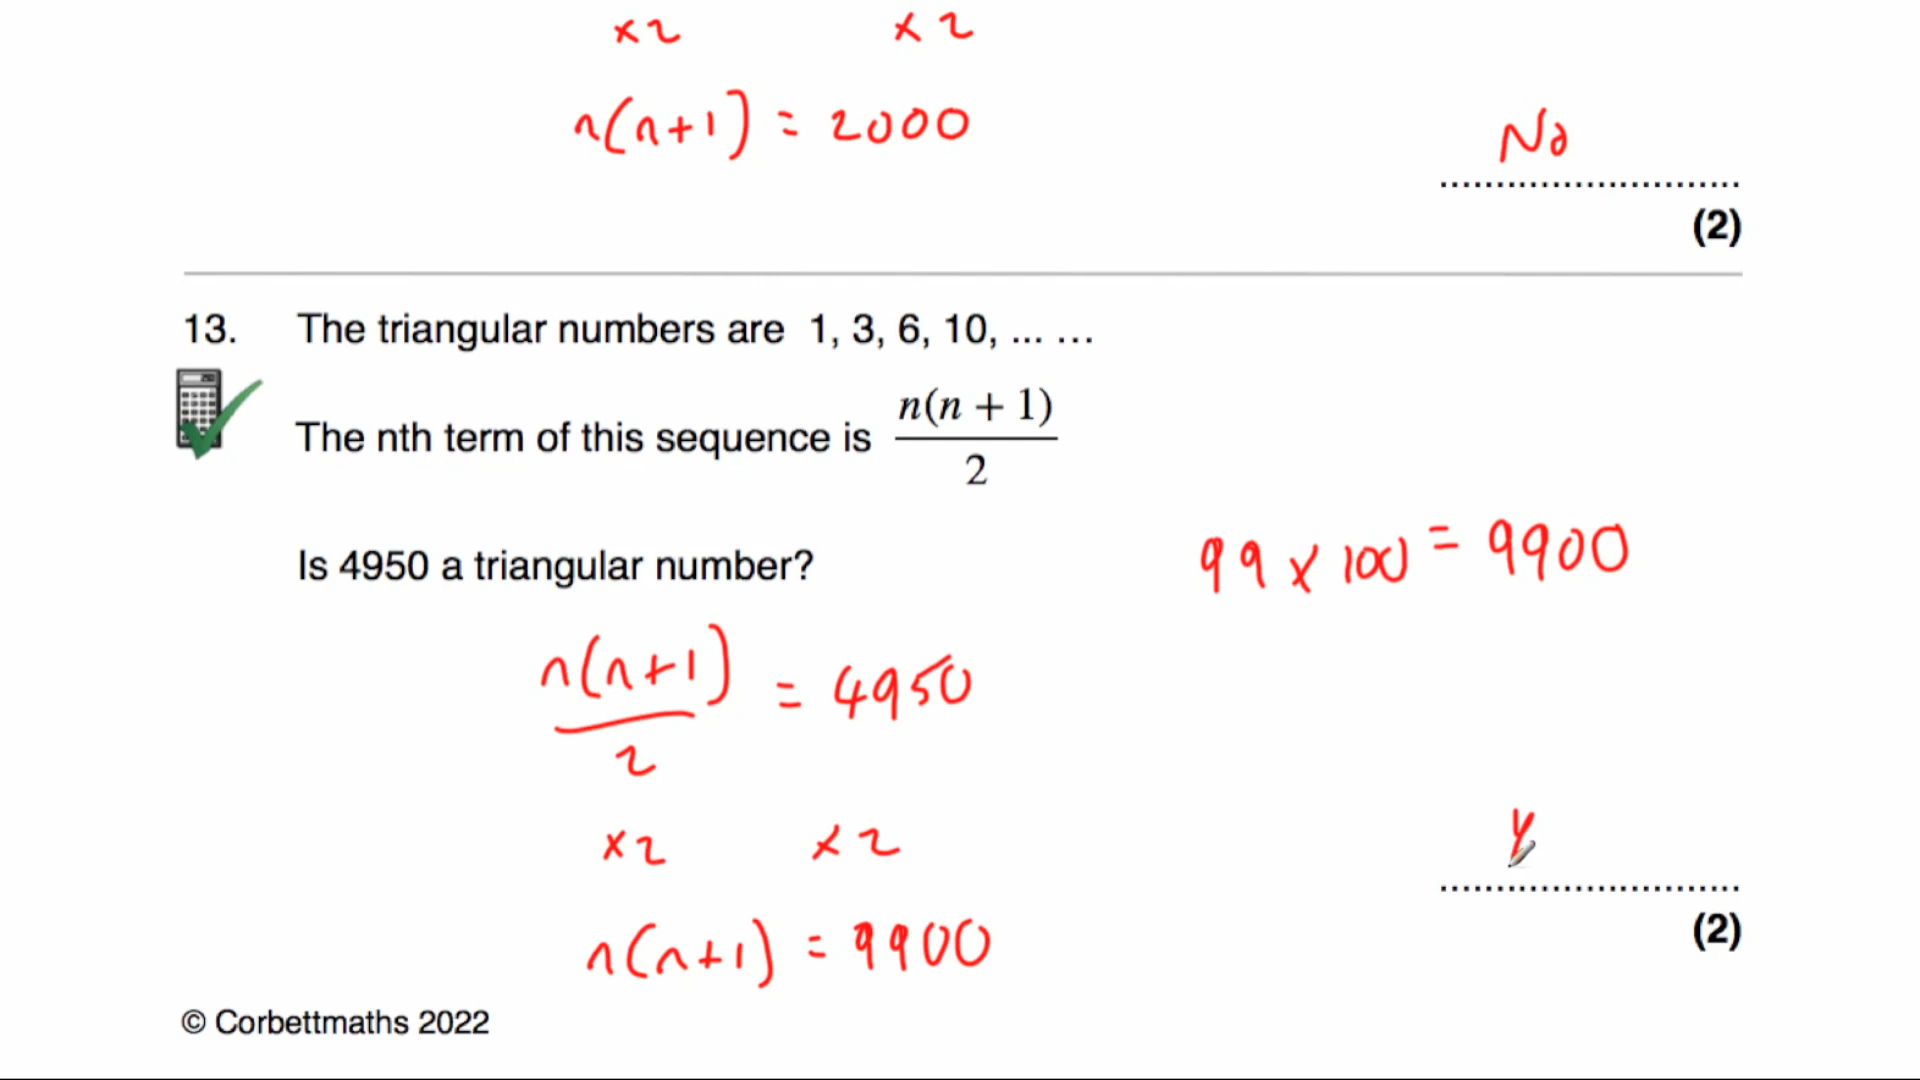 ×2 ×2
n(n+1) = 2000
No
(2)
13. The triangular numbers are 1, 3, 6, 10, ... ...
n(n + 1)
The nth term of this sequence is
2
99 × 100 = 9900
Is 4950 a triangular number?
n(n+1) = 4950
2
×2 ×2
Y
(2)
n(n+1) = 9900
© Corbettmaths 2022